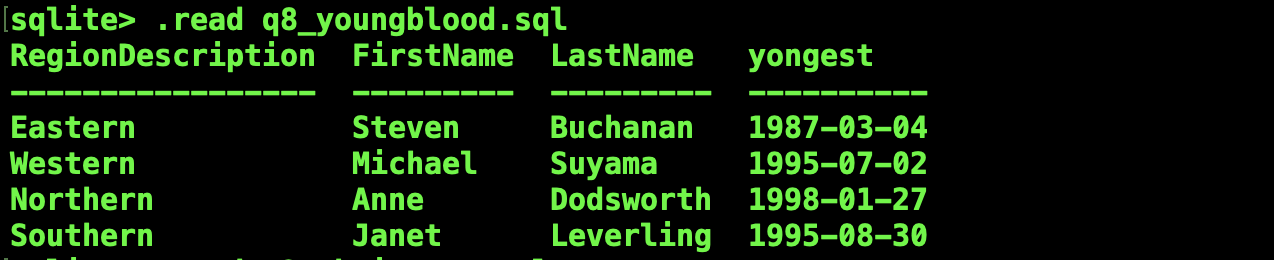 sqlite> .read q8_youngblood.sql
RegionDescription  FirstName  LastName   yongest
-----------------  ---------  ---------  ----------
Eastern            Steven     Buchanan   1987-03-04
Western            Michael    Suyama     1995-07-02
Northern           Anne       Dodsworth  1998-01-27
Southern           Janet      Leverling  1995-08-30